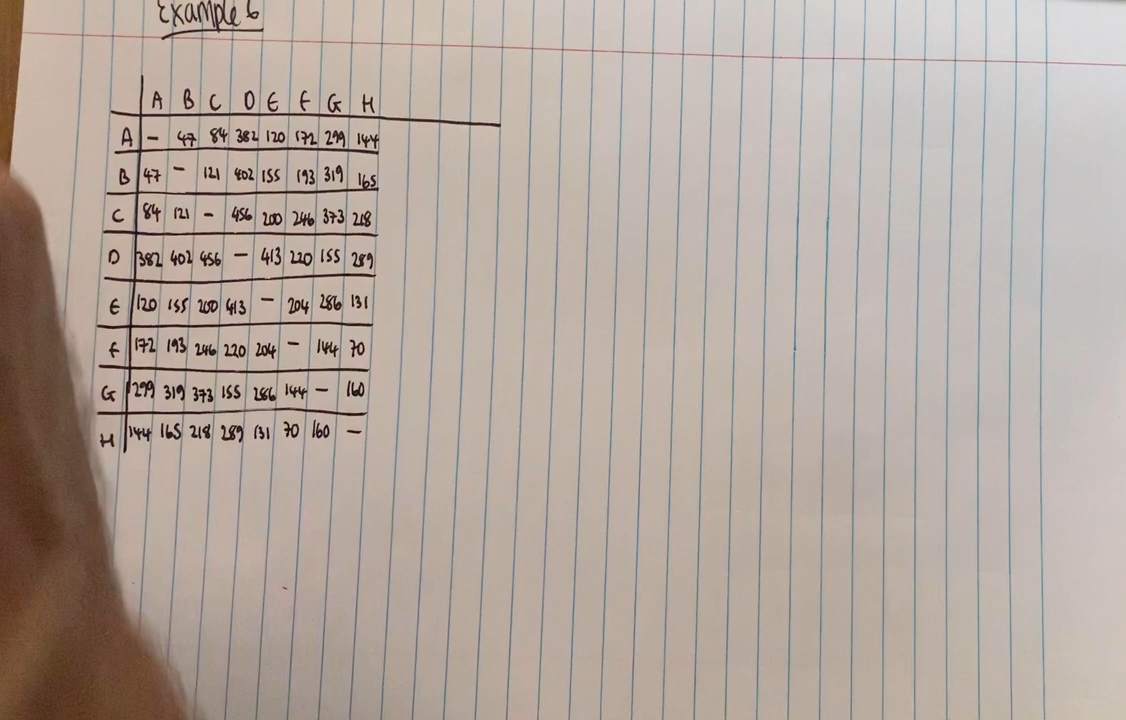 Example 6
A B C D E F G H
A - 47 84 382 120 172 299 144
B 47 - 121 402 155 193 319 165
C 84 121 - 456 200 246 373 218
D 382 402 456 - 413 220 155 289
E 120 155 200 413 - 204 286 131
F 172 193 246 220 204 - 144 70
G 299 319 373 155 286 144 - 160
H 144 165 218 289 131 70 160 -